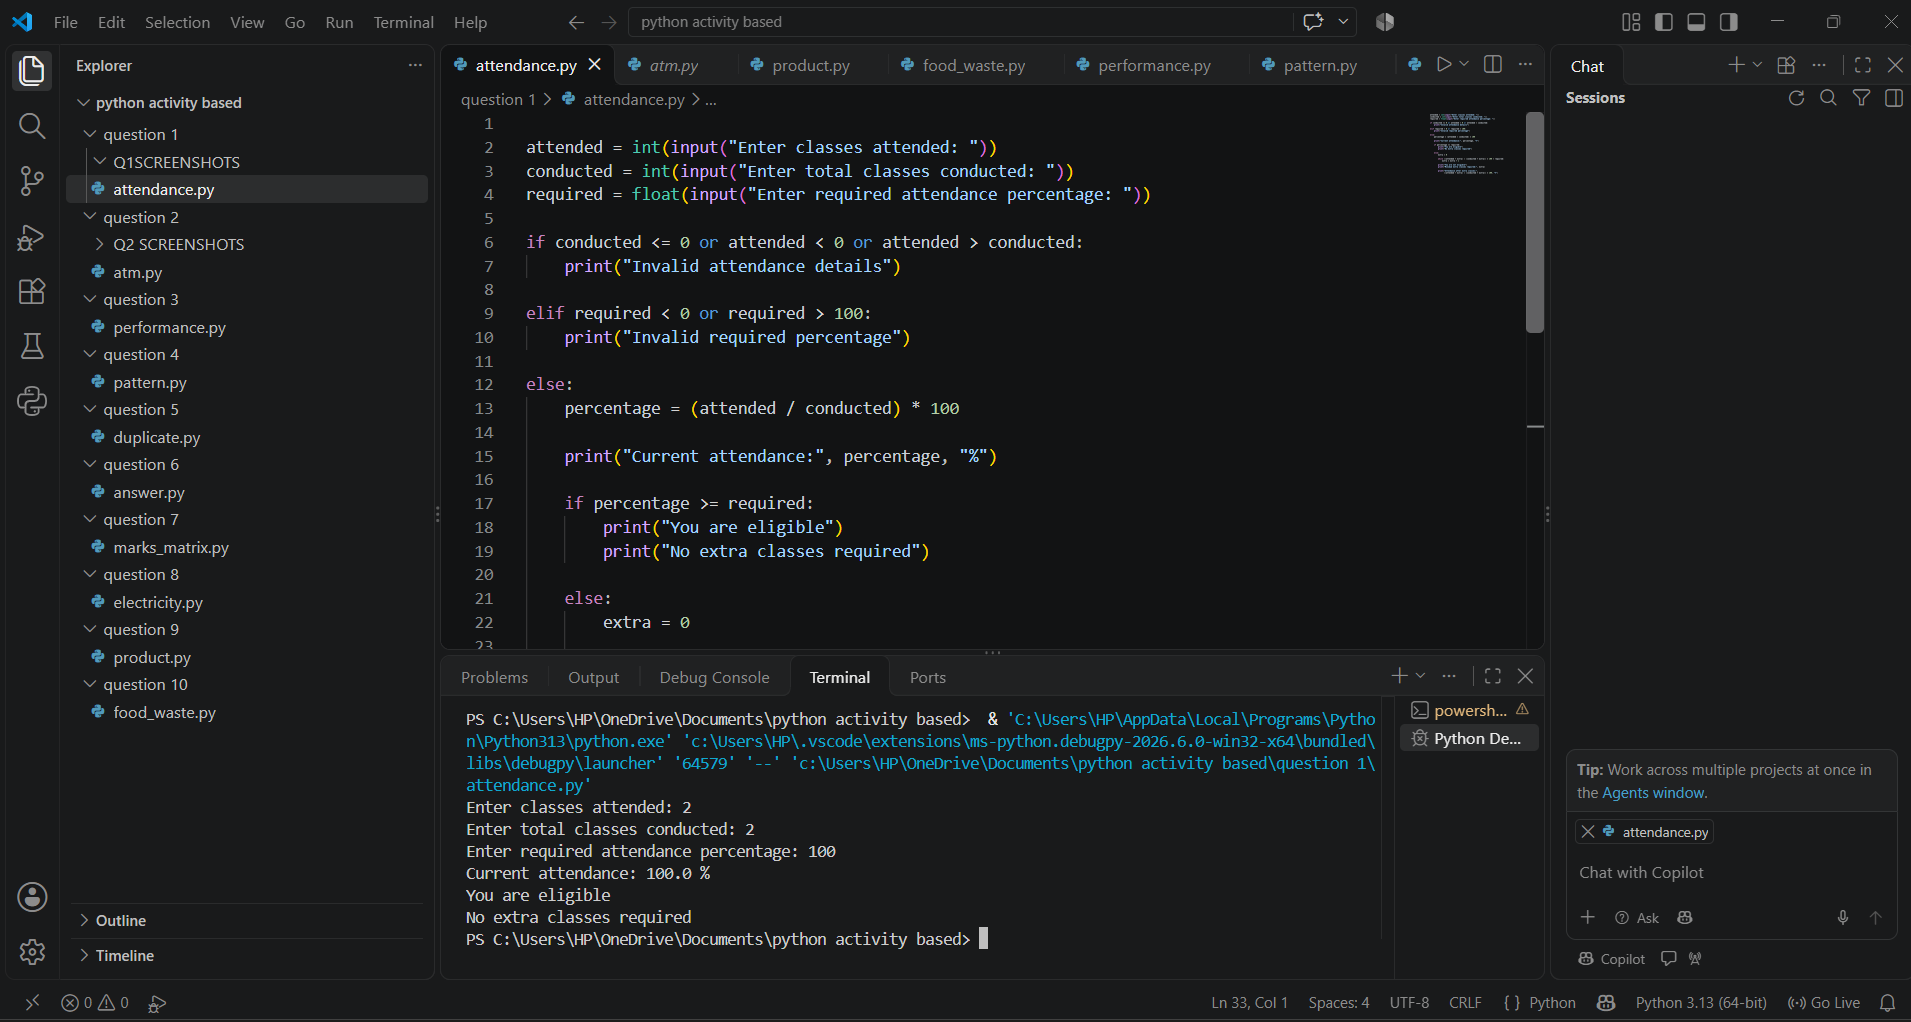 File Edit Selection View Go Run Terminal Help
python activity based
Explorer
python activity based
question 1
Q1SCREENSHOTS
attendance.py
question 2
Q2 SCREENSHOTS
atm.py
question 3
performance.py
question 4
pattern.py
question 5
duplicate.py
question 6
answer.py
question 7
marks_matrix.py
question 8
electricity.py
question 9
product.py
question 10
food_waste.py
Outline
Timeline
attendance.py atm.py product.py food_waste.py performance.py pattern.py
question 1 > attendance.py > ...
1
2 attended = int(input("Enter classes attended: "))
3 conducted = int(input("Enter total classes conducted: "))
4 required = float(input("Enter required attendance percentage: "))
5
6 if conducted <= 0 or attended < 0 or attended > conducted:
7 print("Invalid attendance details")
8
9 elif required < 0 or required > 100:
10 print("Invalid required percentage")
11
12 else:
13 percentage = (attended / conducted) * 100
14
15 print("Current attendance:", percentage, "%")
16
17 if percentage >= required:
18 print("You are eligible")
19 print("No extra classes required")
20
21 else:
22 extra = 0
23
Problems Output Debug Console Terminal Ports
PS C:\Users\HP\OneDrive\Documents\python activity based> & 'C:\Users\HP\AppData\Local\Programs\Pytho
n\Python313\python.exe' 'c:\Users\HP\.vscode\extensions\ms-python.debugpy-2026.6.0-win32-x64\bundled\
libs\debugpy\launcher' '64579' '--' 'c:\Users\HP\OneDrive\Documents\python activity based\question 1\
attendance.py'
Enter classes attended: 2
Enter total classes conducted: 2
Enter required attendance percentage: 100
Current attendance: 100.0 %
You are eligible
No extra classes required
PS C:\Users\HP\OneDrive\Documents\python activity based>
powersh...
Python De...
Chat
Sessions
Tip: Work across multiple projects at once in
the Agents window.
attendance.py
Chat with Copilot
Ask
Copilot
0 0
Ln 33, Col 1 Spaces: 4 UTF-8 CRLF { } Python Python 3.13 (64-bit) Go Live